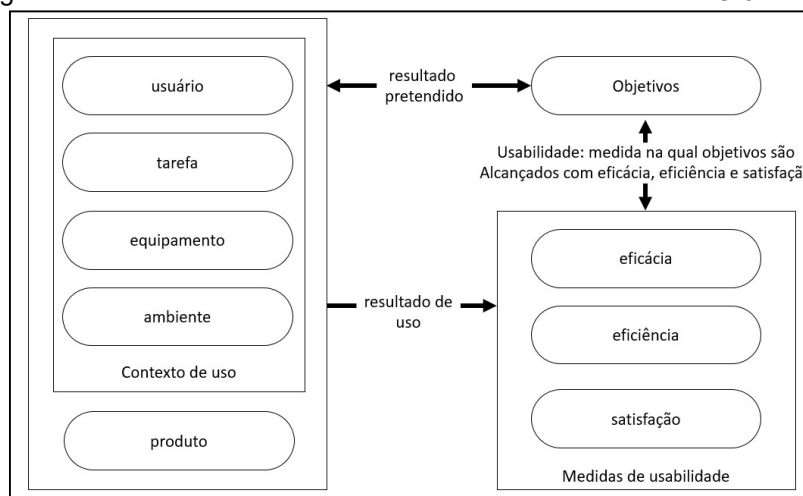 usuário
tarefa
equipamento
ambiente
Contexto de uso
produto
resultado
pretendido
resultado de
uso
Objetivos
Usabilidade: medida na qual objetivos são
Alcançados com eficácia, eficiência e satisfaçã
eficácia
eficiência
satisfação
Medidas de usabilidade